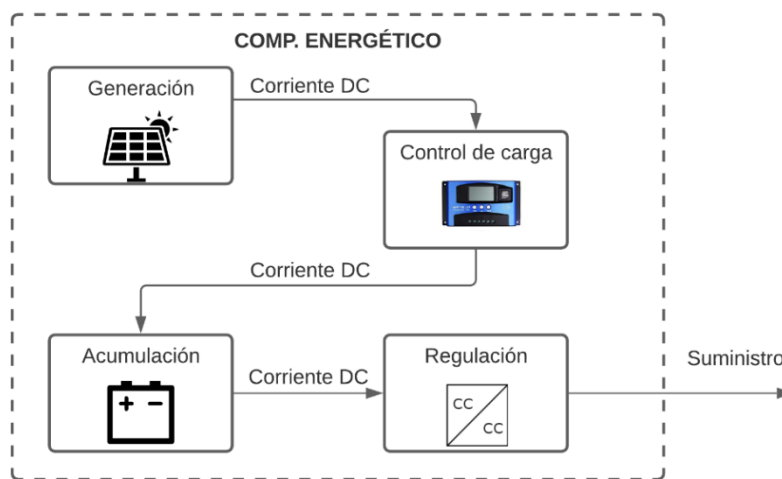 COMP. ENERGÉTICO
Generación
Corriente DC
Control de carga
Corriente DC
Acumulación
+ −
Corriente DC
Regulación
CC
CC
Suministro